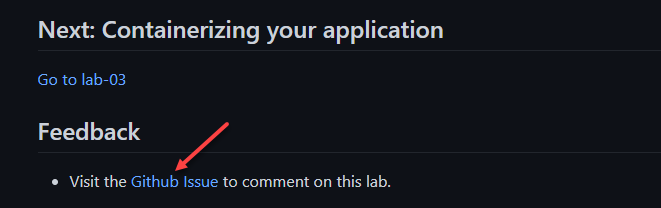 Next: Containerizing your application
Go to lab-03
Feedback
• Visit the Github Issue to comment on this lab.